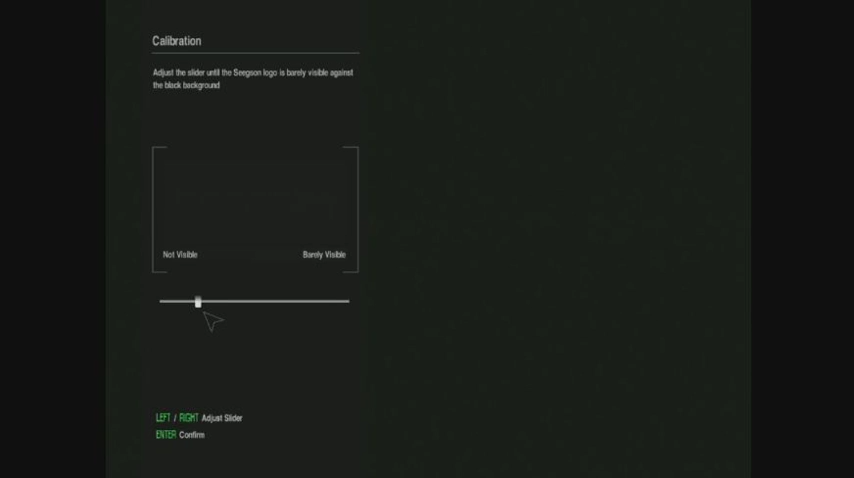 Calibration
Adjust the slider until the Seegson logo is barely visible against
the black background
Not Visible
Barely Visible
LEFT / RIGHT Adjust Slider
ENTER Confirm